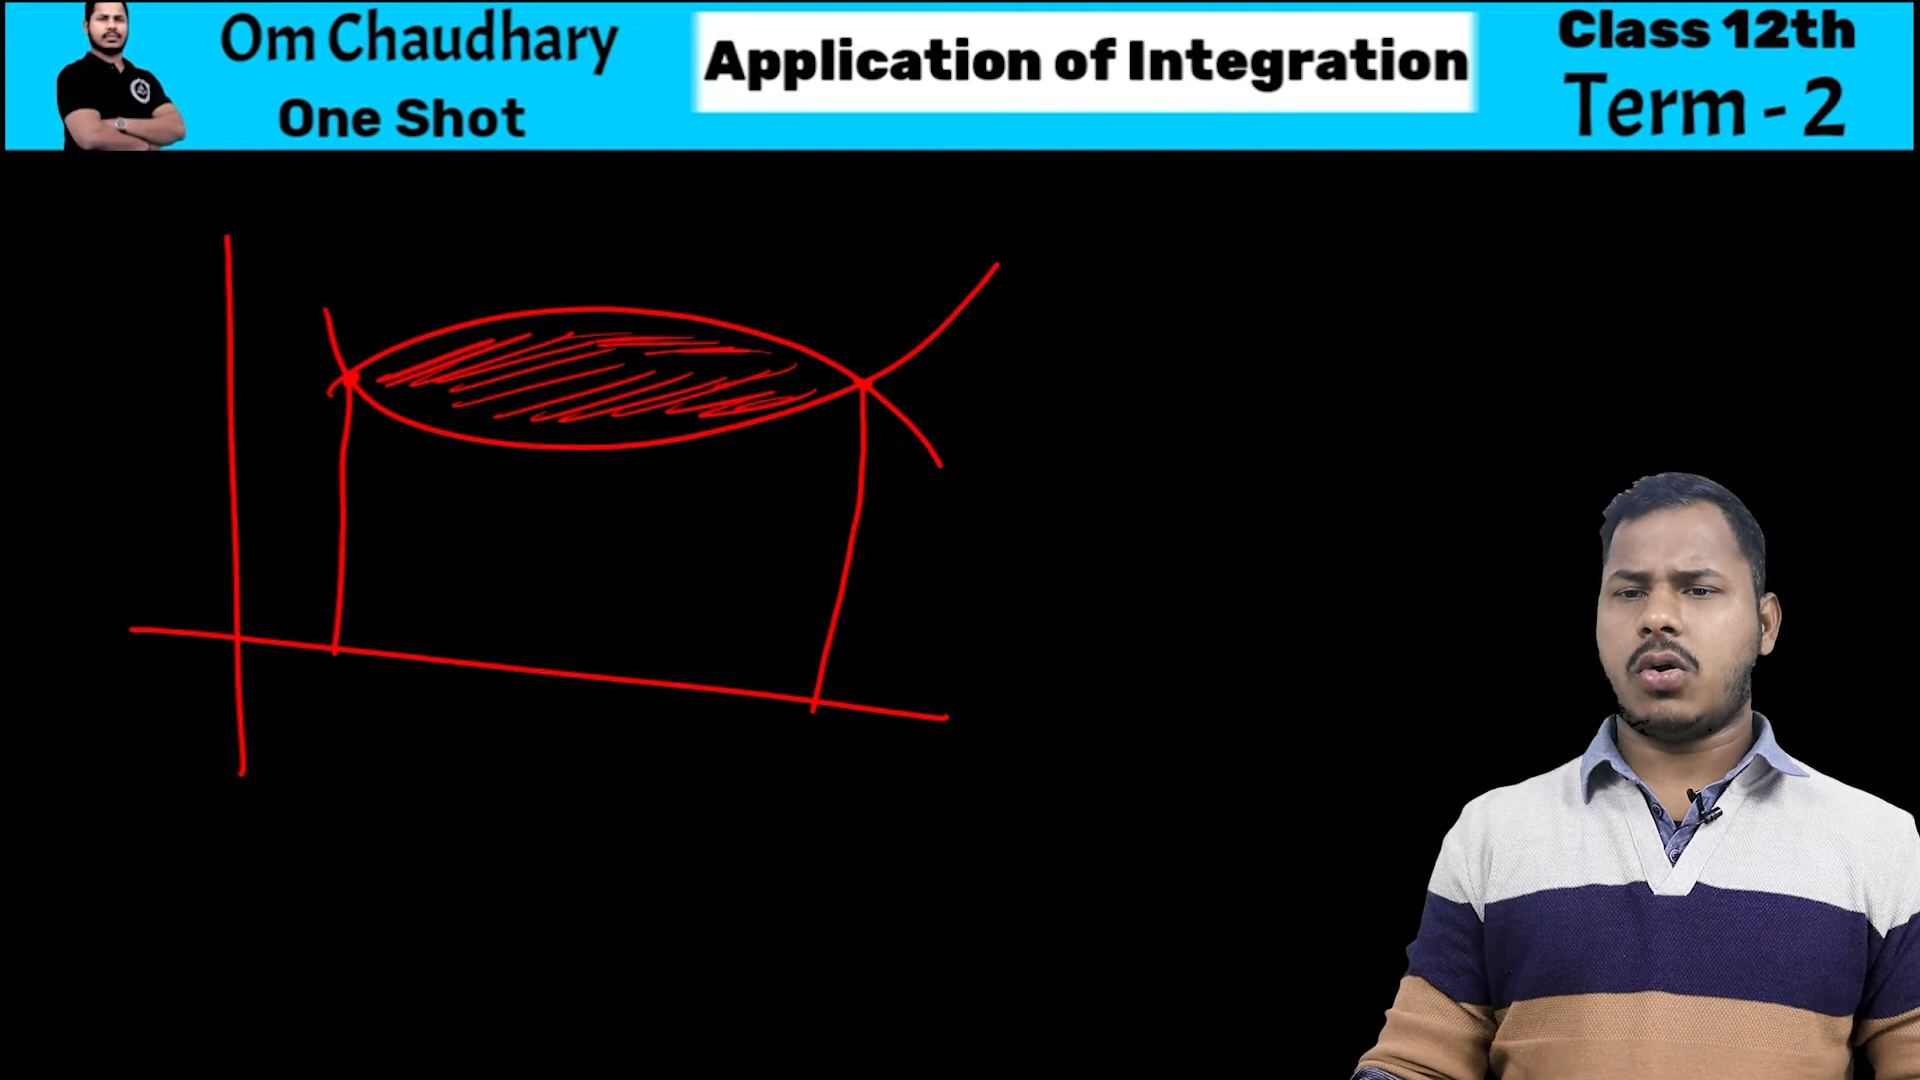 Om Chaudhary
One Shot
Application of Integration
Class 12th
Term - 2